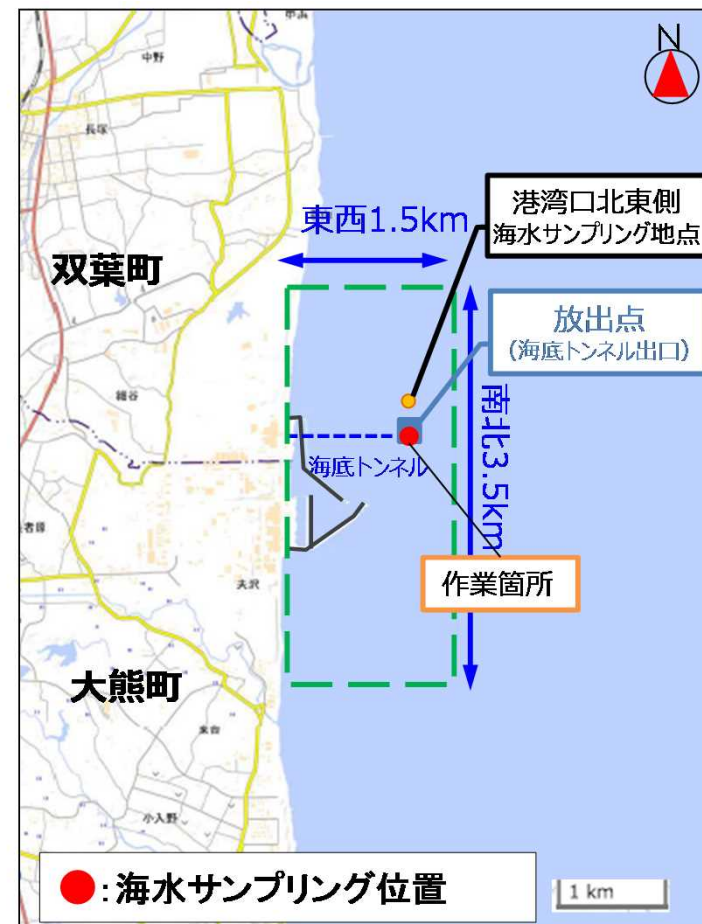 中野
長塚
N
港湾口北東側
海水サンプリング地点
東西1.5km
双葉町
放出点
(海底トンネル出口)
細谷
南北3.5km
海底トンネル
夫沢
作業箇所
大熊町
小入野
●:海水サンプリング位置
1 km